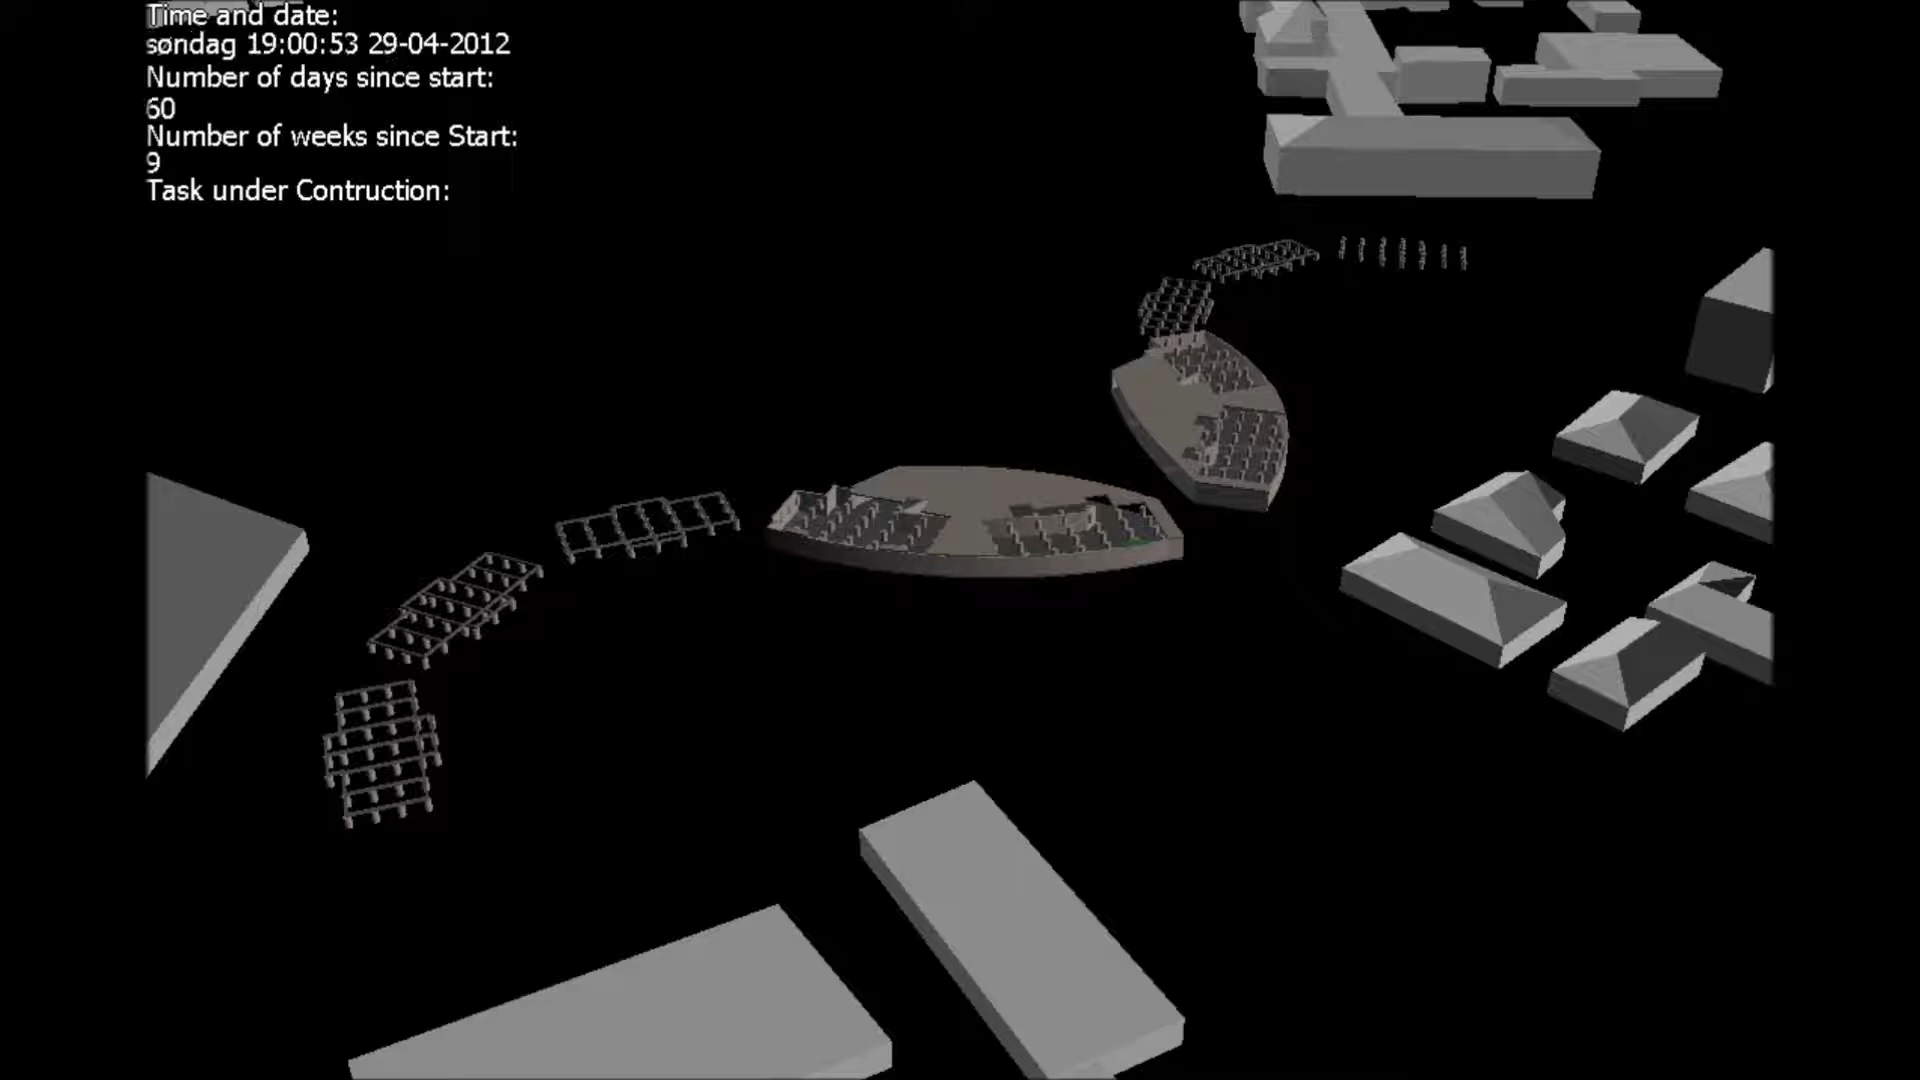 Time and date:
søndag 19:00:53 29-04-2012
Number of days since start:
60
Number of weeks since Start:
9
Task under Contruction: